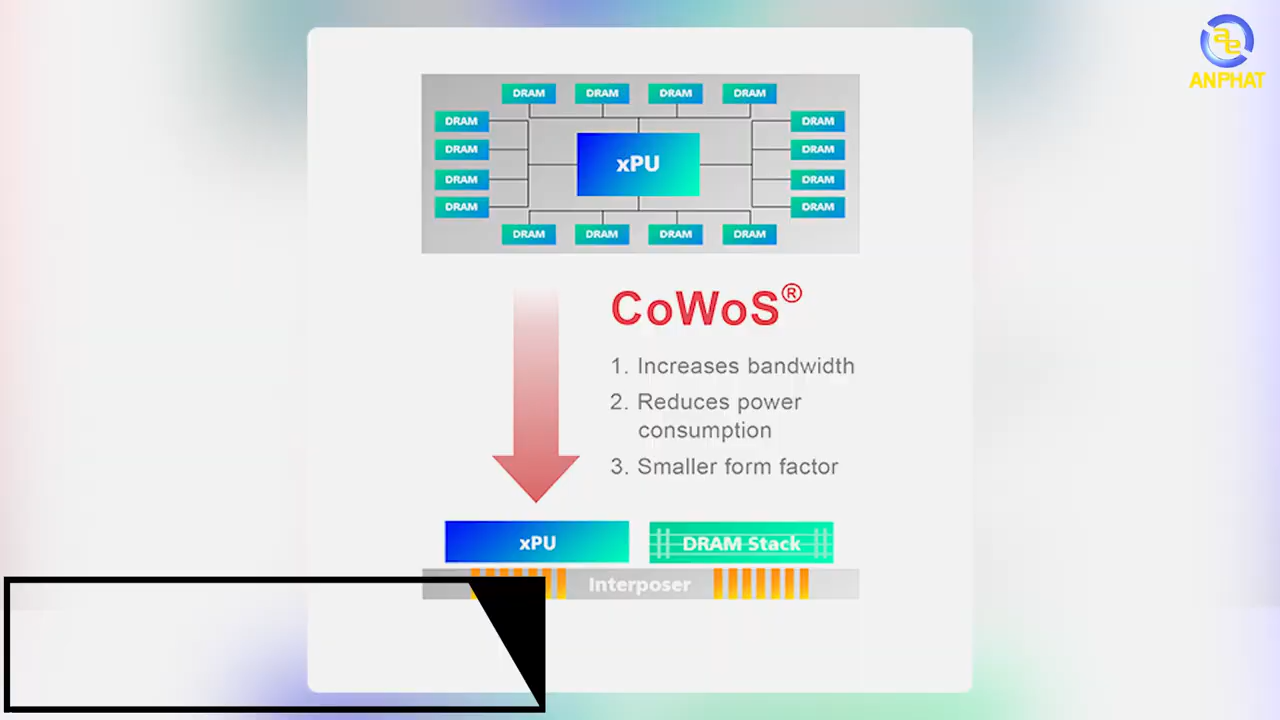 ae
ANPHAT
DRAM DRAM DRAM DRAM
DRAM DRAM
DRAM DRAM
xPU
DRAM DRAM
DRAM DRAM
DRAM DRAM DRAM DRAM
CoWoS®
1. Increases bandwidth
2. Reduces power
consumption
3. Smaller form factor
xPU DRAM Stack
Interposer